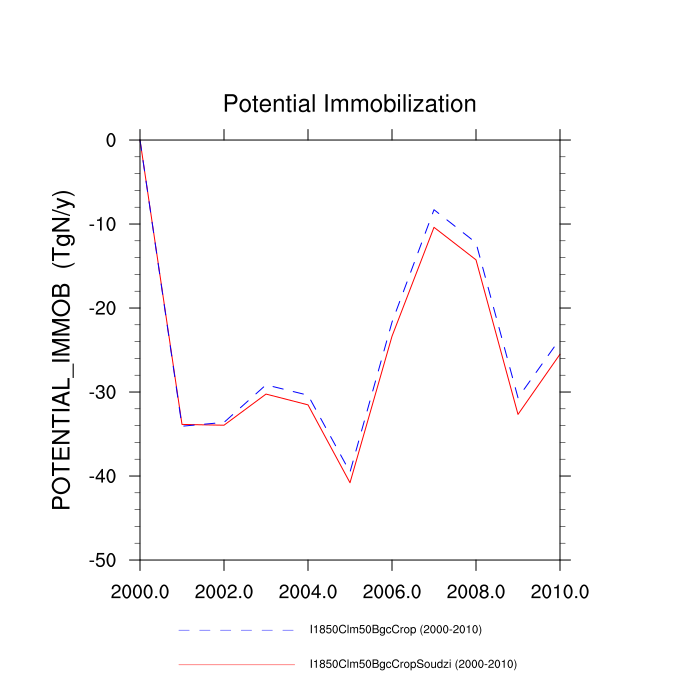 Potential Immobilization
POTENTIAL_IMMOB (TgN/y)
0
-10
-20
-30
-40
-50
2000.0 2002.0 2004.0 2006.0 2008.0 2010.0
I1850Clm50BgcCrop (2000-2010)
I1850Clm50BgcCropSoudzi (2000-2010)